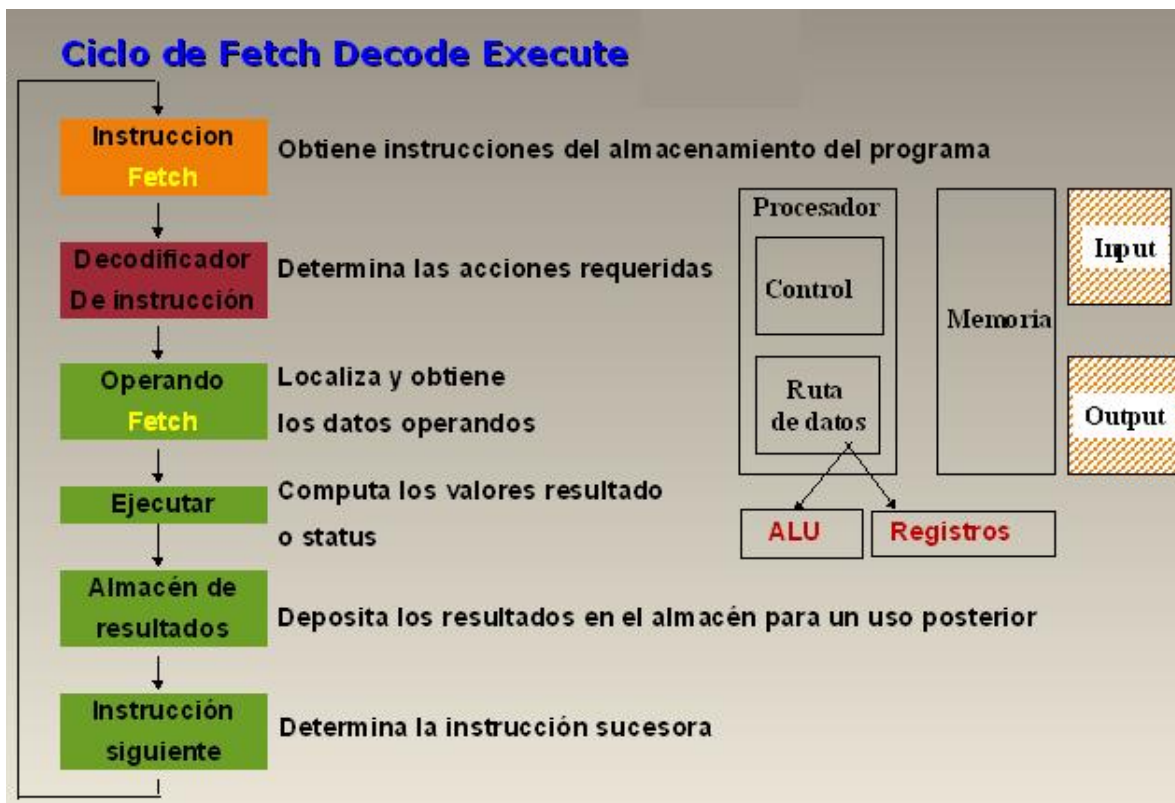 Ciclo de Fetch Decode Execute
Instruccion
Fetch
Obtiene instrucciones del almacenamiento del programa
Decodificador
De instrucción
Determina las acciones requeridas
Operando
Fetch
Localiza y obtiene
los datos operandos
Ejecutar
Computa los valores resultado
o status
Almacén de
resultados
Deposita los resultados en el almacén para un uso posterior
Instrucción
siguiente
Determina la instrucción sucesora
Procesador
Control
Ruta
de datos
Memoria
Input
Output
ALU
Registros